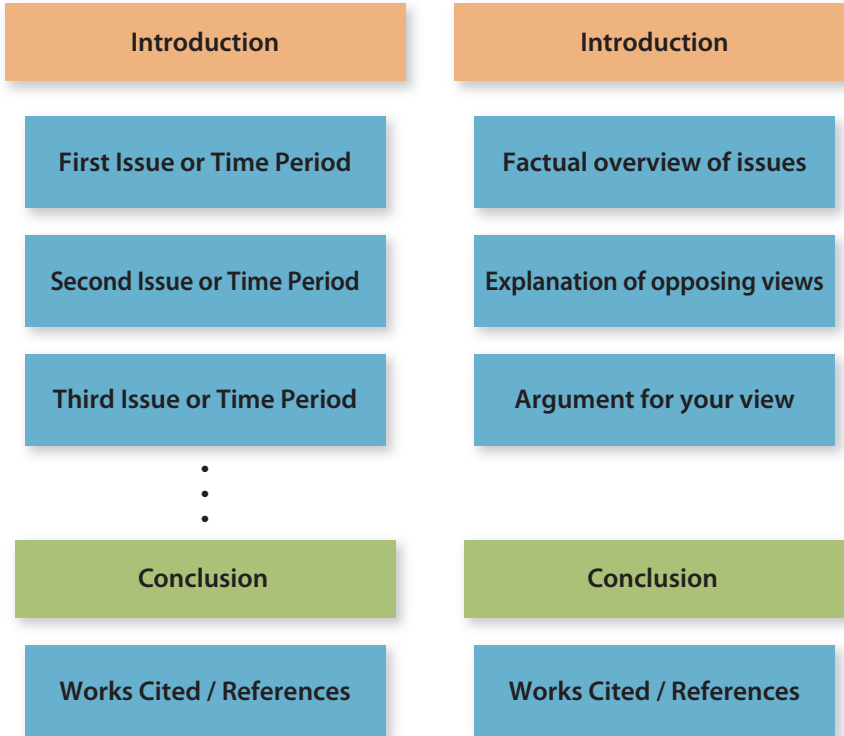 Introduction
First Issue or Time Period
Second Issue or Time Period
Third Issue or Time Period
Conclusion
Works Cited / References
Introduction
Factual overview of issues
Explanation of opposing views
Argument for your view
Conclusion
Works Cited / References